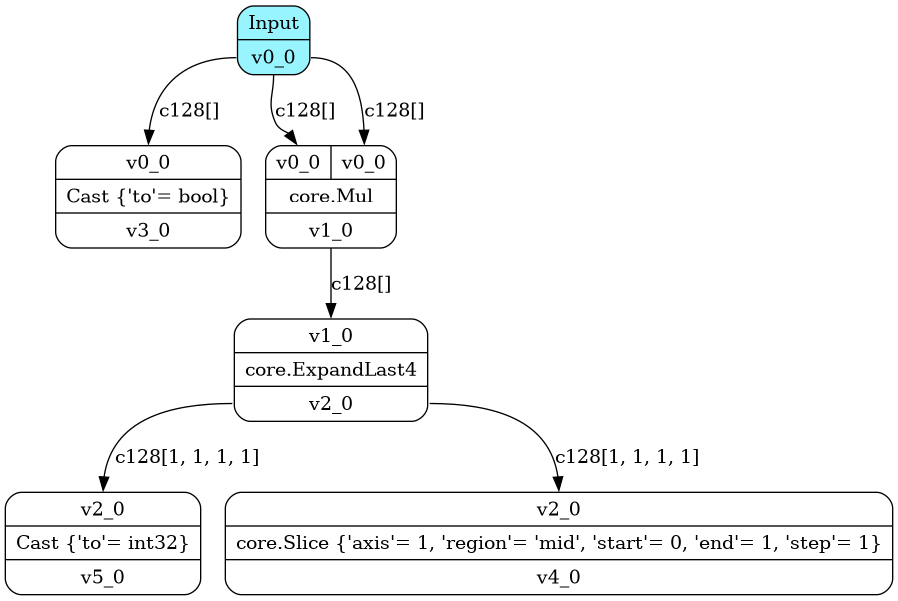 Input
v0_0
c128[]
c128[]
c128[]
v0_0
Cast {'to'= bool}
v3_0
v0_0 v0_0
core.Mul
v1_0
c128[]
v1_0
core.ExpandLast4
v2_0
c128[1, 1, 1, 1]
c128[1, 1, 1, 1]
v2_0
Cast {'to'= int32}
v5_0
v2_0
core.Slice {'axis'= 1, 'region'= 'mid', 'start'= 0, 'end'= 1, 'step'= 1}
v4_0